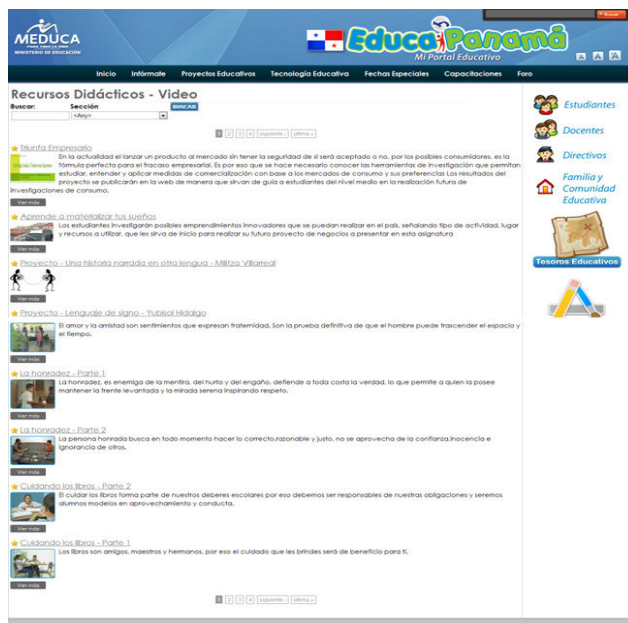 Buscar
MEDUCA
MINISTERIO DE EDUCACIÓN
Educa Panamá
Mi Portal Educativo
A A A
Inicio Infórmate Proyectos Educativos Tecnología Educativa Fechas Especiales Capacitaciones Foro
Recursos Didácticos - Video
Buscar: Sección
<Any> BUSCAR
1 2 3 4 siguiente › última »
Triunfa Empresario
En la actualidad el lanzar un producto al mercado sin tener la seguridad de si será aceptado o no, por los posibles consumidores, es la
fórmula perfecta para el fracaso empresarial. Es por eso que se hace necesario conocer las herramientas de investigación que permitan
estudiar, entender y aplicar medidas de comercialización con base a los mercados de consumo y sus preferencias Los resultados del
proyecto se publicarán en la web de manera que sirvan de guía a estudiantes del nivel medio en la realización futura de
investigaciones de consumo.
Ver más
Aprende a materializar tus sueños
Los estudiantes investigarán posibles emprendimientos innovadores que se puedan realizar en el país, señalando tipo de actividad, lugar
y recursos a utilizar, que les sirva de inicio para realizar su futuro proyecto de negocios a presentar en esta asignatura
Ver más
Proyecto - Una historia narrada en otra lengua - Militza Villarreal
Ver más
Proyecto - Lenguaje de signo - Yubisol Hidalgo
El amor y la amistad son sentimientos que expresan fraternidad. Son la prueba definitiva de que el hombre puede trascender el espacio y
el tiempo.
Ver más
La honradez - Parte 1
La honradez, es enemiga de la mentira, del hurto y del engaño, defiende a toda costa la verdad, lo que permite a quien la posee
mantener la frente levantada y la mirada serena inspirando respeto.
Ver más
La honradez - Parte 2
La persona honrada busca en todo momento hacer lo correcto,razonable y justo, no se aprovecha de la confianza,inocencia e
ignorancia de otros.
Ver más
Cuidando los libros - Parte 2
El cuidar los libros forma parte de nuestros deberes escolares por eso debemos ser responsables de nuestras obligaciones y seremos
alumnos modelos en aprovechamiento y conducta.
Ver más
Cuidando los libros - Parte 1
Los libros son amigos, maestros y hermanos, por eso el cuidado que les brindes será de beneficio para ti.
Ver más
1 2 3 4 siguiente › última »
Estudiantes
Docentes
Directivos
Familia y
Comunidad
Educativa
Tesoros Educativos